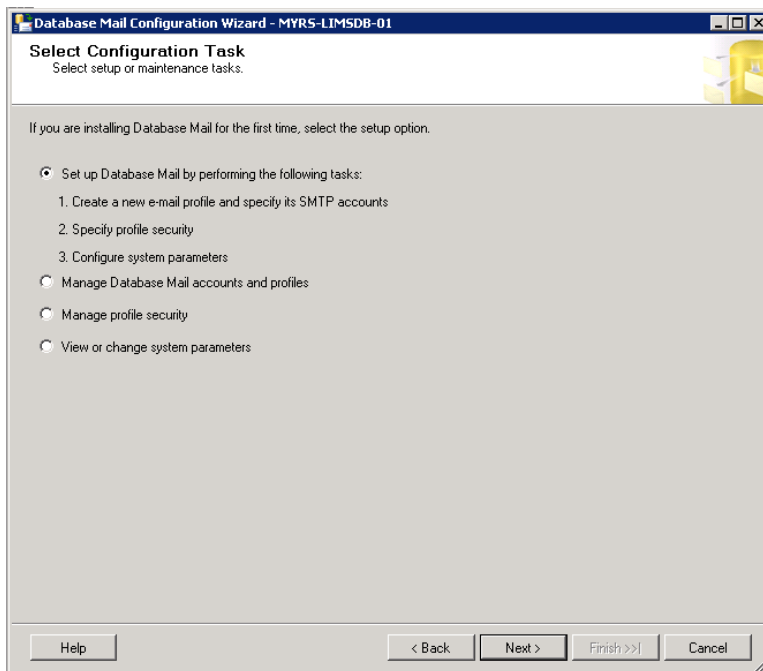 Database Mail Configuration Wizard - MYRS-LIMSDB-01
Select Configuration Task
Select setup or maintenance tasks.
If you are installing Database Mail for the first time, select the setup option.
Set up Database Mail by performing the following tasks:
1. Create a new e-mail profile and specify its SMTP accounts
2. Specify profile security
3. Configure system parameters
Manage Database Mail accounts and profiles
Manage profile security
View or change system parameters
Help
< Back
Next >
Finish >>|
Cancel